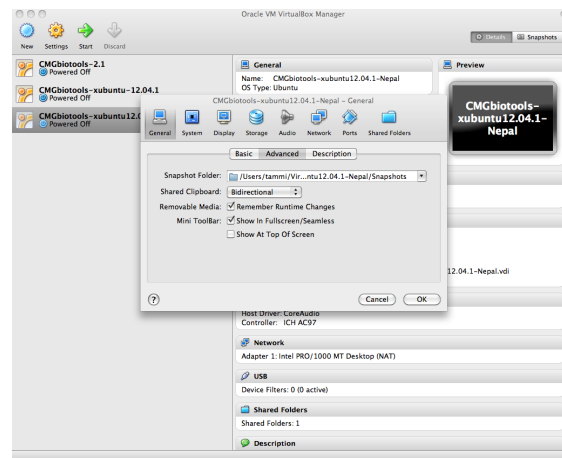 Oracle VM VirtualBox Manager
New Settings Start Discard
Details Snapshots
CMGbiotools-2.1
Powered Off
CMGbiotools-xubuntu-12.04.1
Powered Off
CMGbiotools-xubuntu12.0
Powered Off
General
Name: CMGbiotools-xubuntu12.04.1-Nepal
OS Type: Ubuntu
Preview
CMGbiotools-
xubuntu12.04.1-
Nepal
CMGbiotools-xubuntu12.04.1-Nepal - General
General System Display Storage Audio Network Ports Shared Folders
Basic Advanced Description
Snapshot Folder: /Users/tammi/Vir...ntu12.04.1-Nepal/Snapshots
Shared Clipboard: Bidirectional
Removable Media: Remember Runtime Changes
Mini ToolBar: Show In Fullscreen/Seamless
Show At Top Of Screen
? Cancel OK
12.04.1-Nepal.vdi
Host Driver: CoreAudio
Controller: ICH AC97
Network
Adapter 1: Intel PRO/1000 MT Desktop (NAT)
USB
Device Filters: 0 (0 active)
Shared Folders
Shared Folders: 1
Description